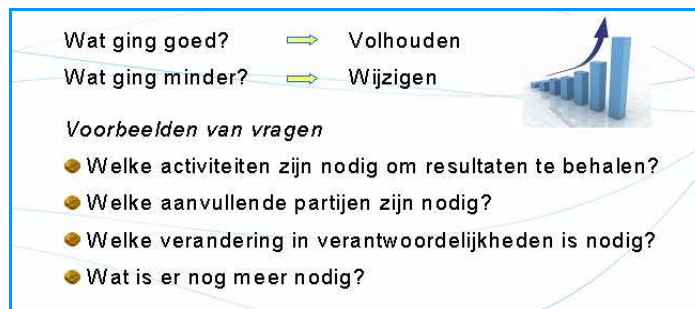 Wat ging goed? Volhouden
Wat ging minder? Wijzigen
Voorbeelden van vragen
Welke activiteiten zijn nodig om resultaten te behalen?
Welke aanvullende partijen zijn nodig?
Welke verandering in verantwoordelijkheden is nodig?
Wat is er nog meer nodig?